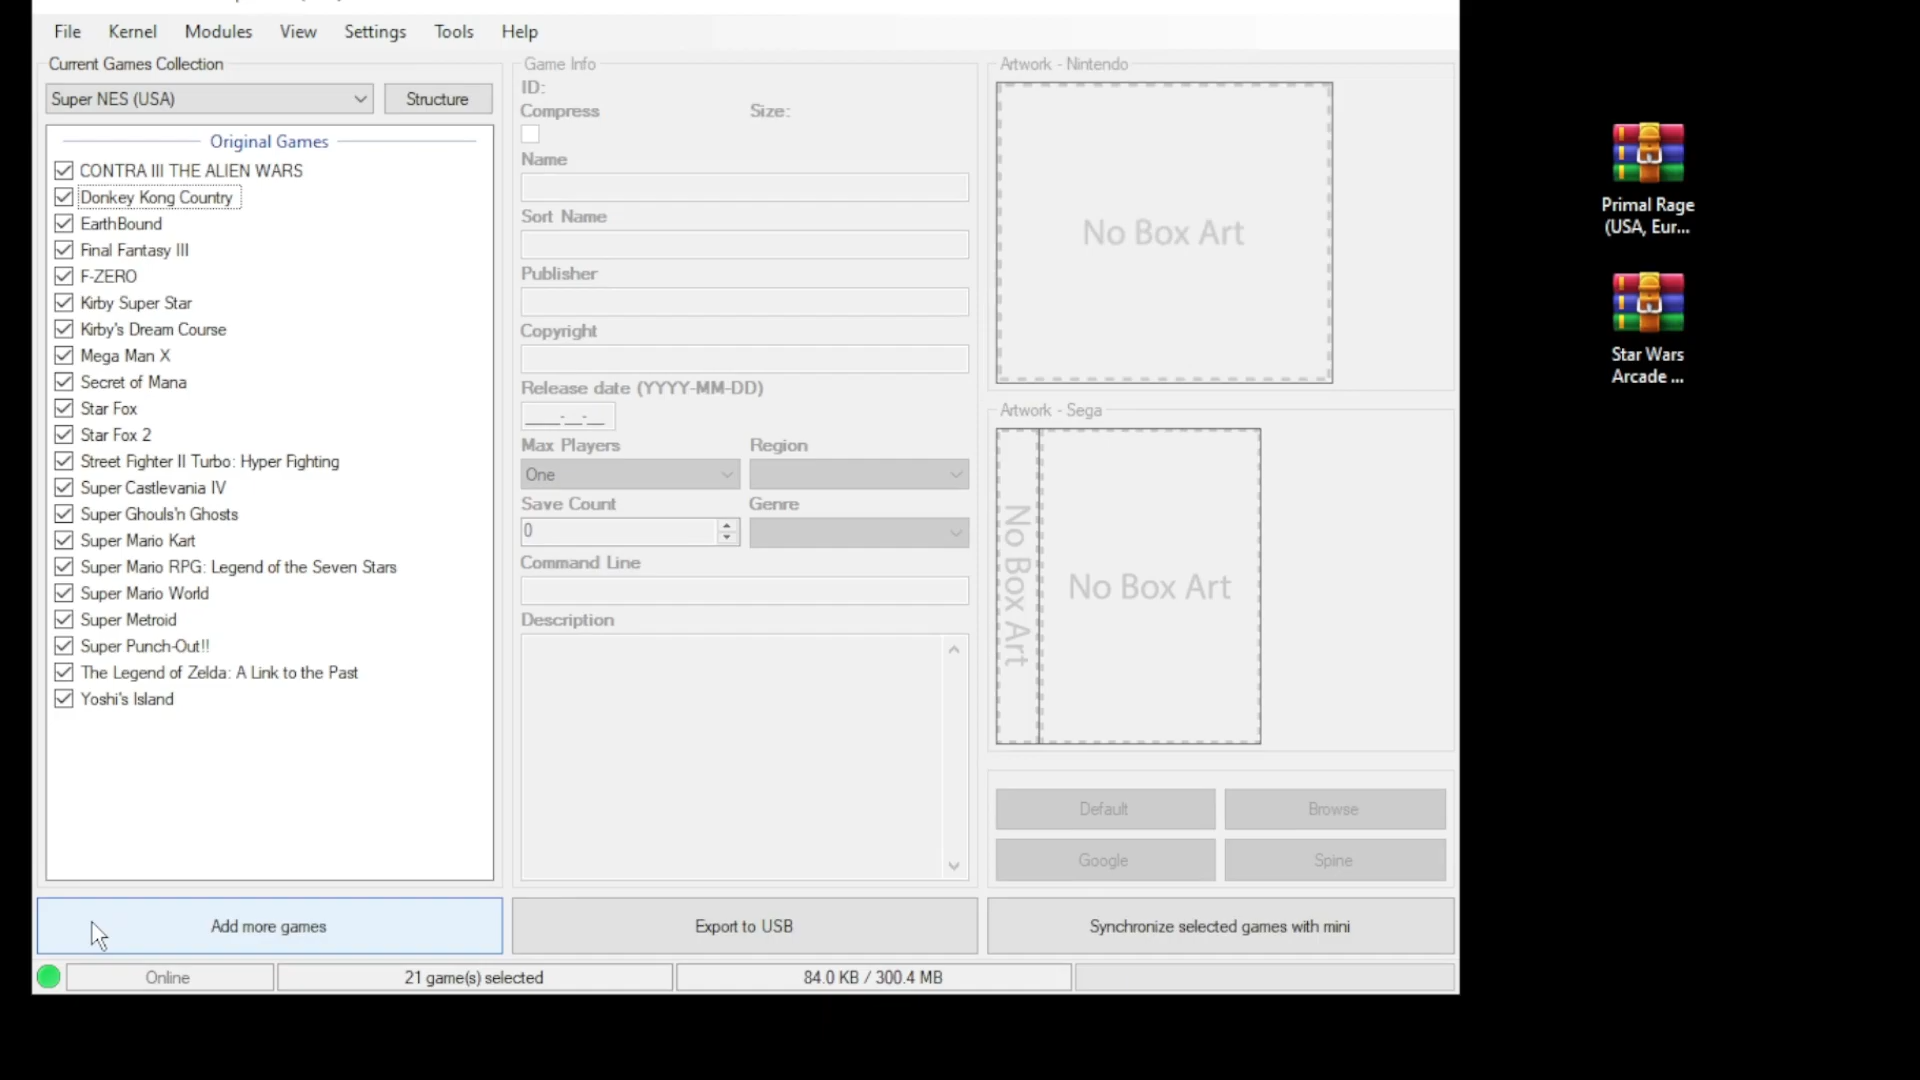 File Kernel Modules View Settings Tools Help
Current Games Collection
Super NES (USA)
Structure
Original Games
CONTRA III THE ALIEN WARS
Donkey Kong Country
EarthBound
Final Fantasy III
F-ZERO
Kirby Super Star
Kirby's Dream Course
Mega Man X
Secret of Mana
Star Fox
Star Fox 2
Street Fighter II Turbo: Hyper Fighting
Super Castlevania IV
Super Ghouls'n Ghosts
Super Mario Kart
Super Mario RPG: Legend of the Seven Stars
Super Mario World
Super Metroid
Super Punch-Out!!
The Legend of Zelda: A Link to the Past
Yoshi's Island
Add more games
Game Info
ID:
Compress Size:
Name
Sort Name
Publisher
Copyright
Release date (YYYY-MM-DD)
____-__-__
Max Players Region
One
Save Count Genre
0
Command Line
Description
Export to USB
Artwork - Nintendo
No Box Art
Artwork - Sega
No Box Art
No Box Art
Default Browse
Google Spine
Synchronize selected games with mini
Online
21 game(s) selected
84.0 KB / 300.4 MB
Primal Rage
(USA, Eur...
Star Wars
Arcade ...